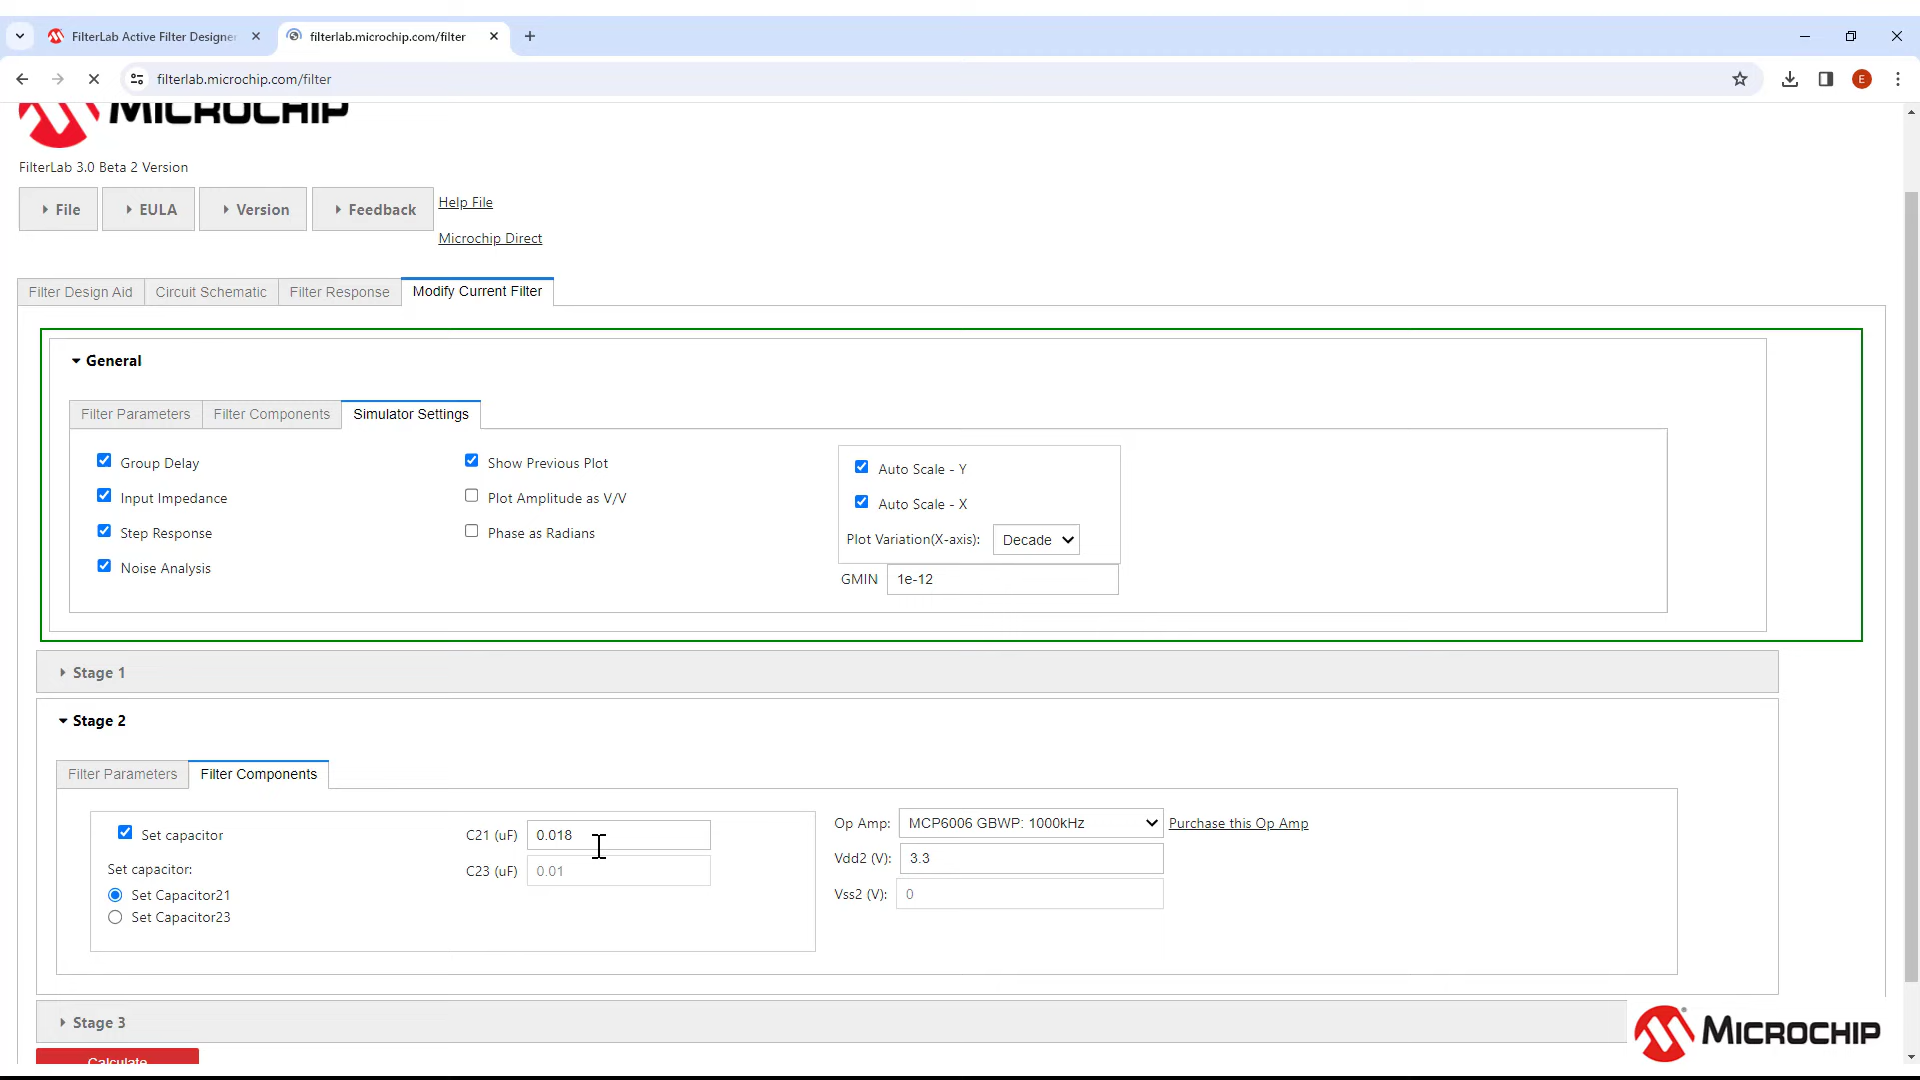 FilterLab Active Filter Designer
filterlab.microchip.com/filter
filterlab.microchip.com/filter
E
MICROCHIP
FilterLab 3.0 Beta 2 Version
File
EULA
Version
Feedback
Help File
Microchip Direct
Filter Design Aid
Circuit Schematic
Filter Response
Modify Current Filter
General
Filter Parameters
Filter Components
Simulator Settings
Group Delay
Show Previous Plot
Auto Scale - Y
Input Impedance
Plot Amplitude as V/V
Auto Scale - X
Step Response
Phase as Radians
Plot Variation(X-axis): Decade
Noise Analysis
GMIN 1e-12
Stage 1
Stage 2
Filter Parameters
Filter Components
Set capacitor
C21 (uF) 0.018
Op Amp: MCP6006 GBWP: 1000kHz
Purchase this Op Amp
Set capacitor:
C23 (uF) 0.01
Vdd2 (V): 3.3
Set Capacitor21
Vss2 (V): 0
Set Capacitor23
Stage 3
Calculate
MICROCHIP